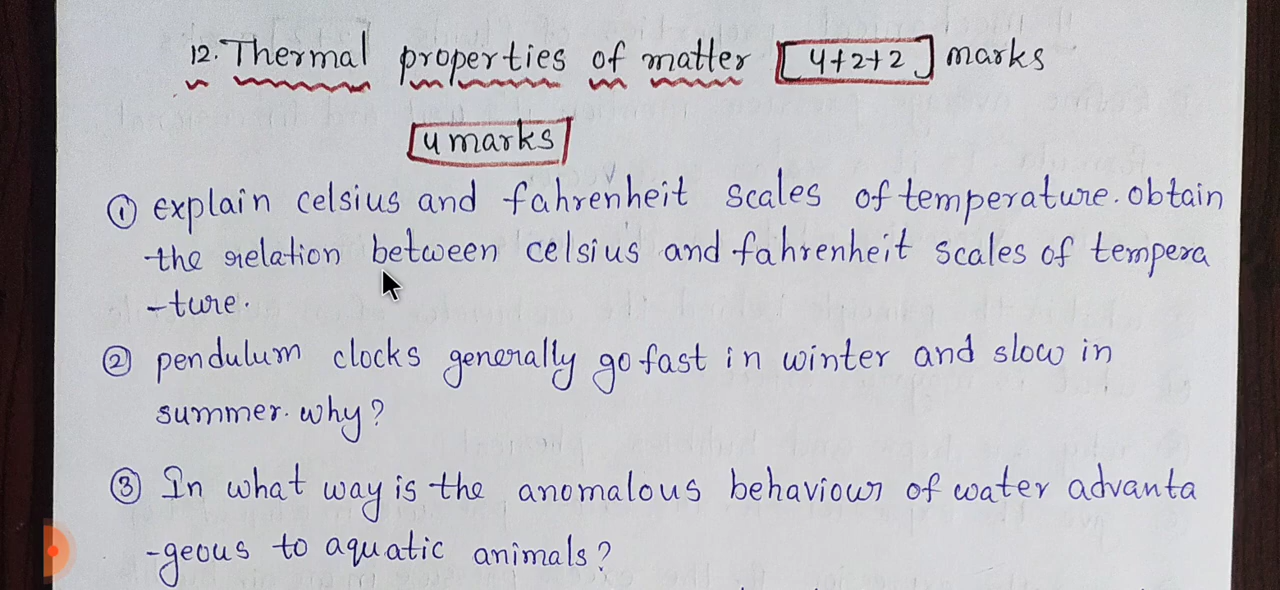 12. Thermal properties of matter [4+2+2] marks
4 marks
① explain celsius and fahrenheit scales of temperature. obtain
the relation between celsius and fahrenheit scales of tempera
-ture.
② pendulum clocks generally go fast in winter and slow in
summer. why?
③ In what way is the anomalous behaviour of water advanta
-geous to aquatic animals?